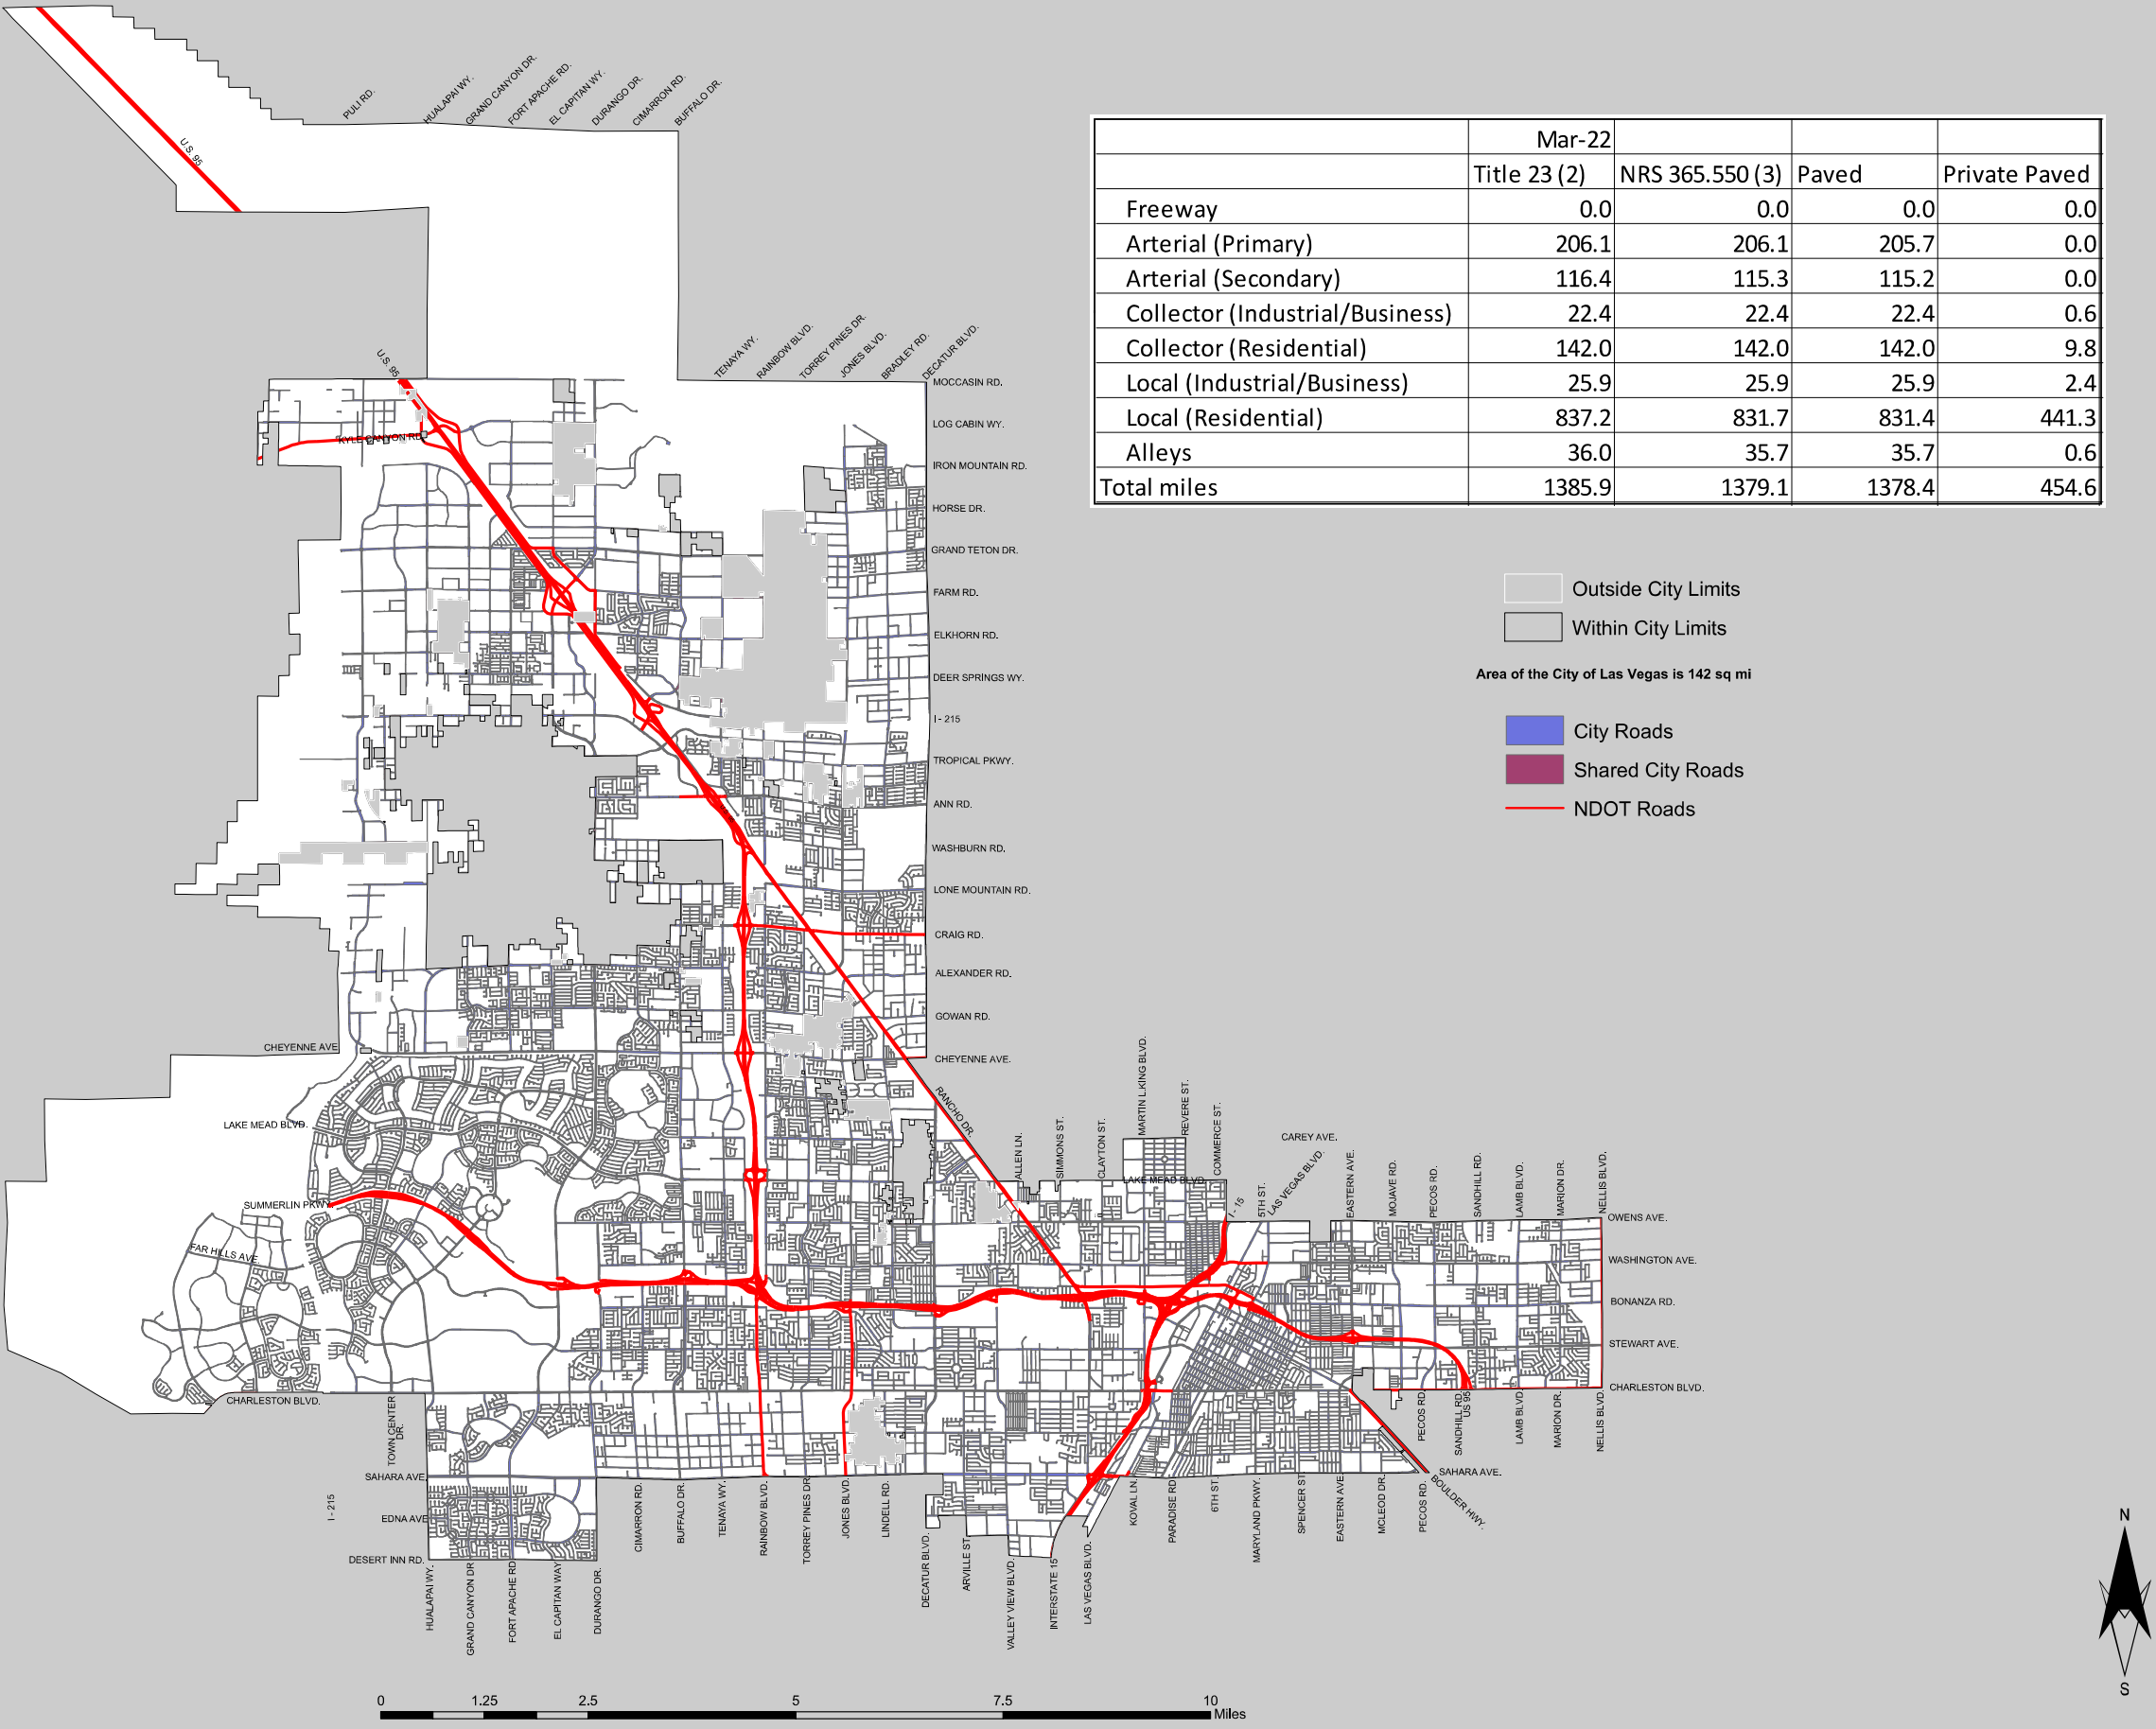 PULI RD.
HUALAPAI WY.
GRAND CANYON DR.
FORT APACHE RD.
EL CAPITAN WY.
DURANGO DR.
CIMARRON RD.
BUFFALO DR.
U.S. 95
Mar-22
Title 23 (2) NRS 365.550 (3) Paved Private Paved
Freeway 0.0 0.0 0.0 0.0
Arterial (Primary) 206.1 206.1 205.7 0.0
Arterial (Secondary) 116.4 115.3 115.2 0.0
Collector (Industrial/Business) 22.4 22.4 22.4 0.6
Collector (Residential) 142.0 142.0 142.0 9.8
Local (Industrial/Business) 25.9 25.9 25.9 2.4
Local (Residential) 837.2 831.7 831.4 441.3
Alleys 36.0 35.7 35.7 0.6
Total miles 1385.9 1379.1 1378.4 454.6
Outside City Limits
Within City Limits
Area of the City of Las Vegas is 142 sq mi
City Roads
Shared City Roads
NDOT Roads
U.S. 95
TENAYA WY.
RAINBOW BLVD.
TORREY PINES DR.
JONES BLVD.
BRADLEY RD.
DECATUR BLVD.
MOCCASIN RD.
LOG CABIN WY.
KYLE CANYON RD.
IRON MOUNTAIN RD.
HORSE DR.
GRAND TETON DR.
FARM RD.
ELKHORN RD.
DEER SPRINGS WY.
I - 215
TROPICAL PKWY.
ANN RD.
WASHBURN RD.
LONE MOUNTAIN RD.
CRAIG RD.
ALEXANDER RD.
GOWAN RD.
CHEYENNE AVE
CHEYENNE AVE.
RANCHO DR.
LAKE MEAD BLVD.
SUMMERLIN PKWY.
FAR HILLS AVE.
ALLEN LN.
SIMMONS ST.
CLAYTON ST.
MARTIN L.KING BLVD.
REVERE ST.
COMMERCE ST.
LAKE MEAD BLVD.
I - 15
5TH ST.
LAS VEGAS BLVD.
CAREY AVE.
EASTERN AVE.
MOJAVE RD.
PECOS RD.
SANDHILL RD.
LAMB BLVD.
MARION DR.
NELLIS BLVD.
OWENS AVE.
WASHINGTON AVE.
BONANZA RD.
STEWART AVE.
CHARLESTON BLVD.
CHARLESTON BLVD.
TOWN CENTER DR.
SAHARA AVE.
I - 215
EDNA AVE
DESERT INN RD.
HUALAPAI WY.
GRAND CANYON DR
FORT APACHE RD
EL CAPITAN WAY
DURANGO DR.
CIMARRON RD.
BUFFALO DR.
TENAYA WY.
RAINBOW BLVD.
TORREY PINES DR
JONES BLVD.
LINDELL RD.
DECATUR BLVD.
ARVILLE ST.
VALLEY VIEW BLVD.
INTERSTATE 15
LAS VEGAS BLVD.
KOVAL LN.
PARADISE RD.
6TH ST.
MARYLAND PKWY.
SPENCER ST.
EASTERN AVE.
MCLEOD DR.
PECOS RD.
PECOS RD.
SANDHILL RD.
US 95
LAMB BLVD.
MARION DR.
NELLIS BLVD.
SAHARA AVE.
BOULDER HWY.
N
S
0 1.25 2.5 5 7.5 10
Miles